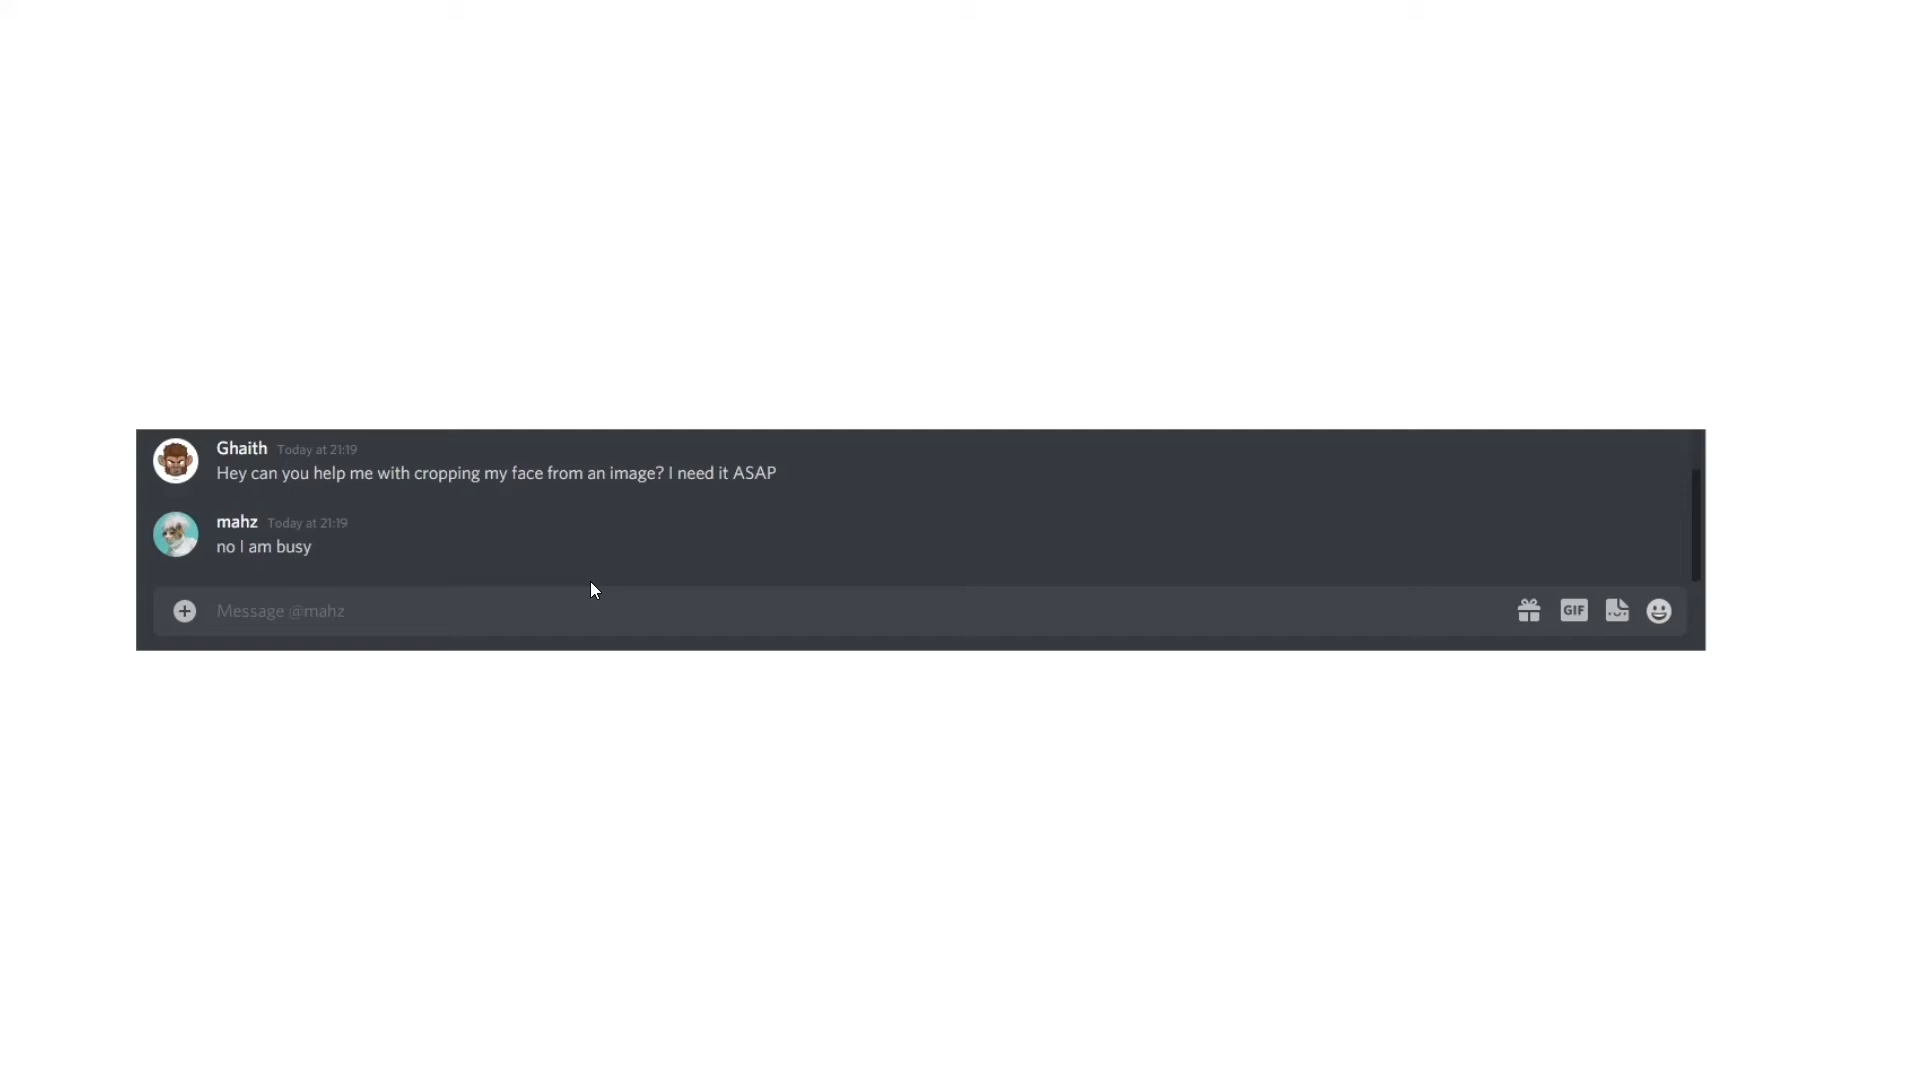 Ghaith Today at 21:19
Hey can you help me with cropping my face from an image? I need it ASAP
mahz Today at 21:19
no I am busy
Message @mahz
GIF